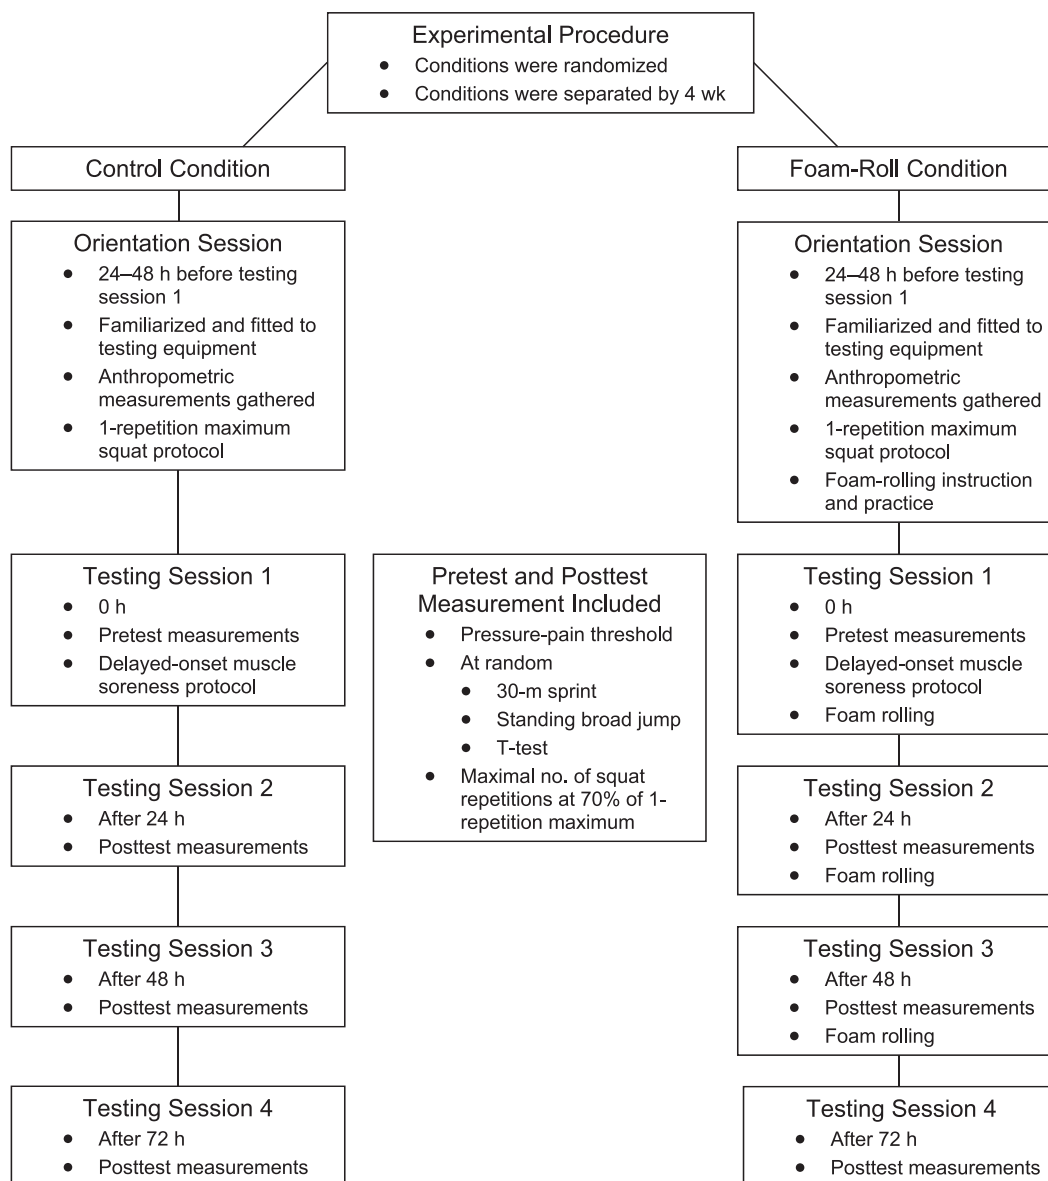 Experimental Procedure
• Conditions were randomized
• Conditions were separated by 4 wk
Control Condition
Orientation Session
• 24–48 h before testing
session 1
• Familiarized and fitted to
testing equipment
• Anthropometric
measurements gathered
• 1-repetition maximum
squat protocol
Testing Session 1
• 0 h
• Pretest measurements
• Delayed-onset muscle
soreness protocol
Testing Session 2
• After 24 h
• Posttest measurements
Testing Session 3
• After 48 h
• Posttest measurements
Testing Session 4
• After 72 h
• Posttest measurements
Pretest and Posttest
Measurement Included
• Pressure-pain threshold
• At random
• 30-m sprint
• Standing broad jump
• T-test
• Maximal no. of squat
repetitions at 70% of 1-
repetition maximum
Foam-Roll Condition
Orientation Session
• 24–48 h before testing
session 1
• Familiarized and fitted to
testing equipment
• Anthropometric
measurements gathered
• 1-repetition maximum
squat protocol
• Foam-rolling instruction
and practice
Testing Session 1
• 0 h
• Pretest measurements
• Delayed-onset muscle
soreness protocol
• Foam rolling
Testing Session 2
• After 24 h
• Posttest measurements
• Foam rolling
Testing Session 3
• After 48 h
• Posttest measurements
• Foam rolling
Testing Session 4
• After 72 h
• Posttest measurements